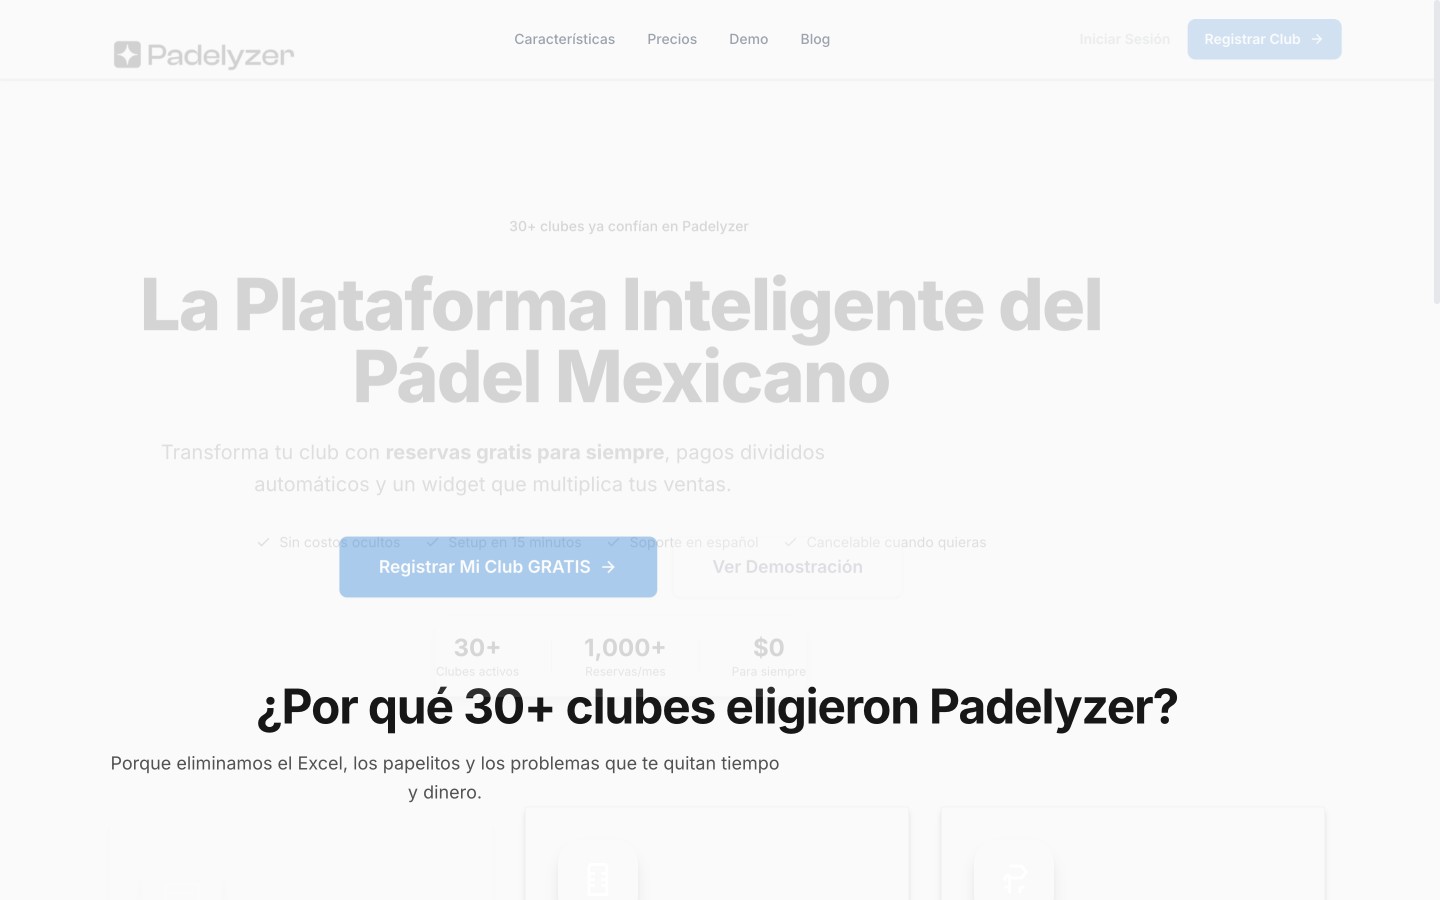 Padelyzer
Características
Precios
Demo
Blog
Iniciar Sesión
Registrar Club
30+ clubes ya confían en Padelyzer
La Plataforma Inteligente del
Pádel Mexicano
Transforma tu club con reservas gratis para siempre, pagos divididos
automáticos y un widget que multiplica tus ventas.
Sin costos ocultos
Setup en 15 minutos
Soporte en español
Cancelable cuando quieras
Registrar Mi Club GRATIS
Ver Demostración
30+
1,000+
$0
Clubes activos
Reservas/mes
Para siempre
¿Por qué 30+ clubes eligieron Padelyzer?
Porque eliminamos el Excel, los papelitos y los problemas que te quitan tiempo
y dinero.